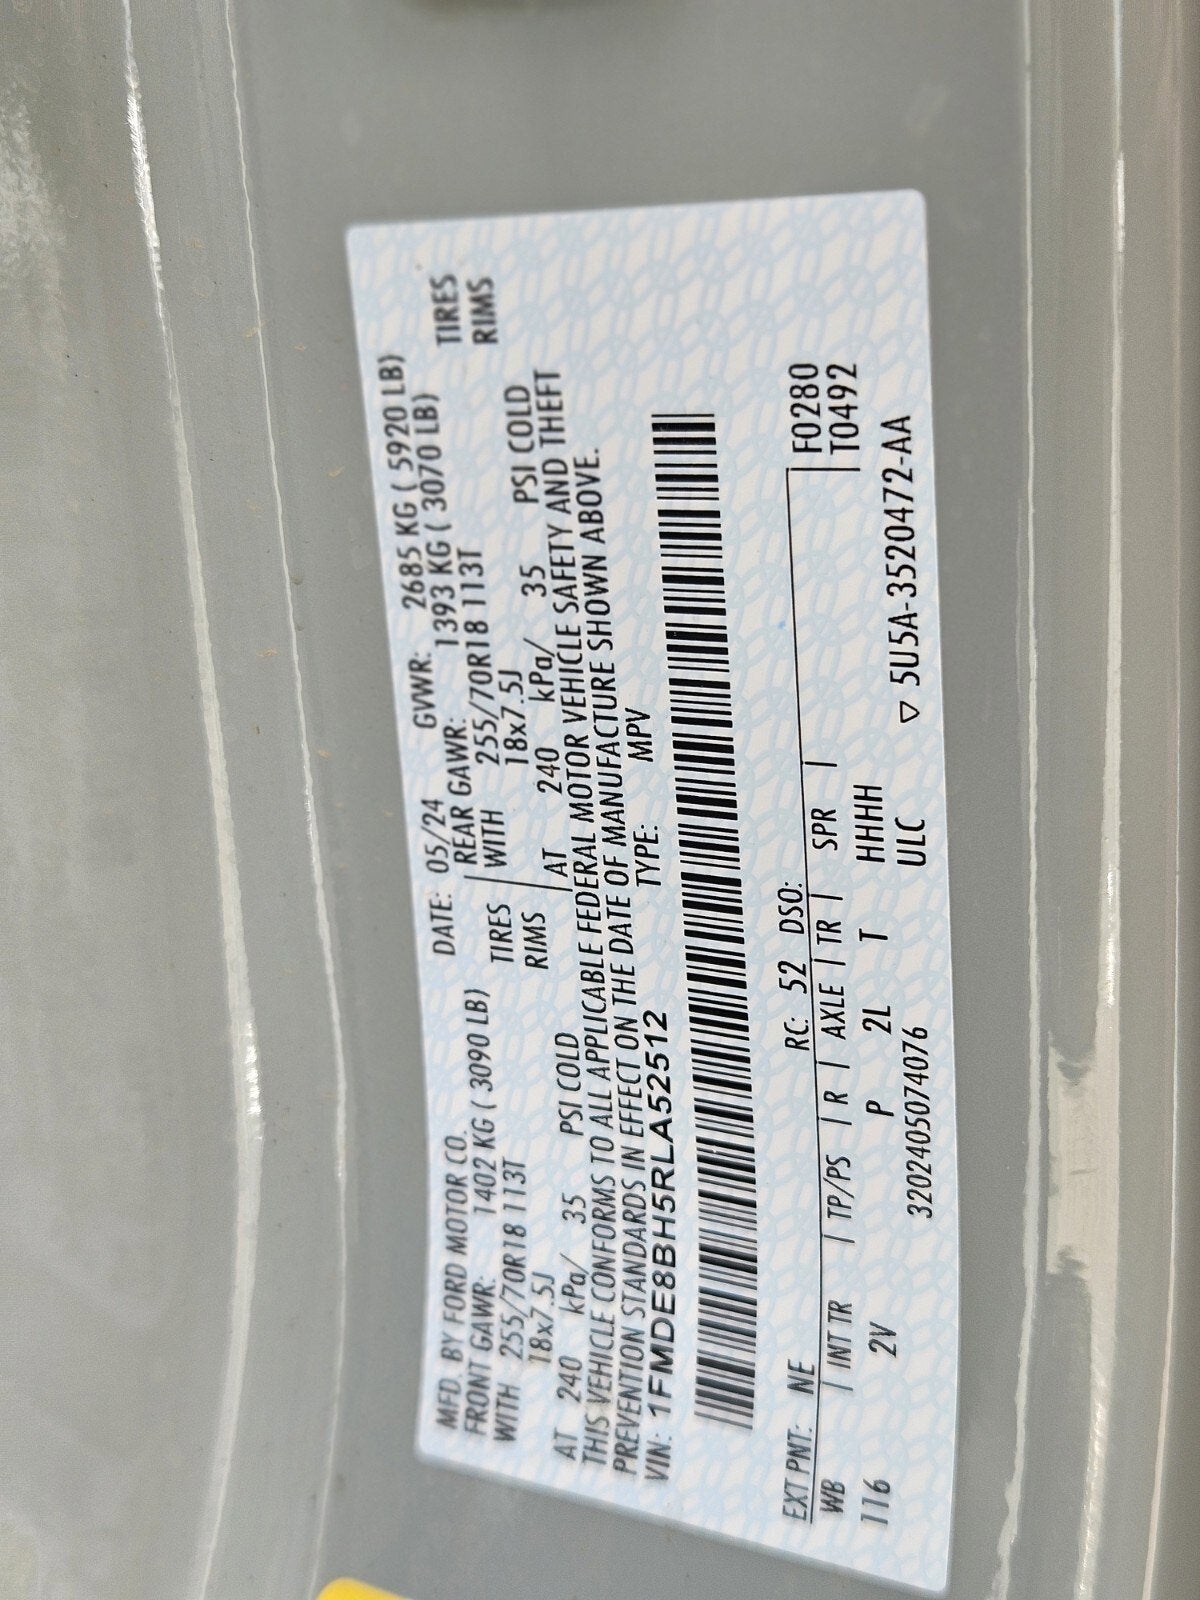 MFD. BY FORD MOTOR CO. DATE: 05/24 GVWR: 2685 KG ( 5920 LB)
FRONT GAWR: 1402 KG ( 3090 LB) REAR GAWR: 1393 KG ( 3070 LB)
WITH 255/70R18 113T TIRES WITH 255/70R18 113T TIRES
18x7.5J RIMS 18x7.5J RIMS
AT 240 kPa/ 35 PSI COLD AT 240 kPa/ 35 PSI COLD
THIS VEHICLE CONFORMS TO ALL APPLICABLE FEDERAL MOTOR VEHICLE SAFETY AND THEFT
PREVENTION STANDARDS IN EFFECT ON THE DATE OF MANUFACTURE SHOWN ABOVE.
VIN: 1FMDE8BH5RLA52512 TYPE: MPV
EXT PNT: NE RC: 52 DSO: F0280
WB | INT TR | TP/PS | R | AXLE | TR | SPR | T0492
116 2V P 2L T HHHH
3202405074076 ULC ▽ 5U5A-3520472-AA